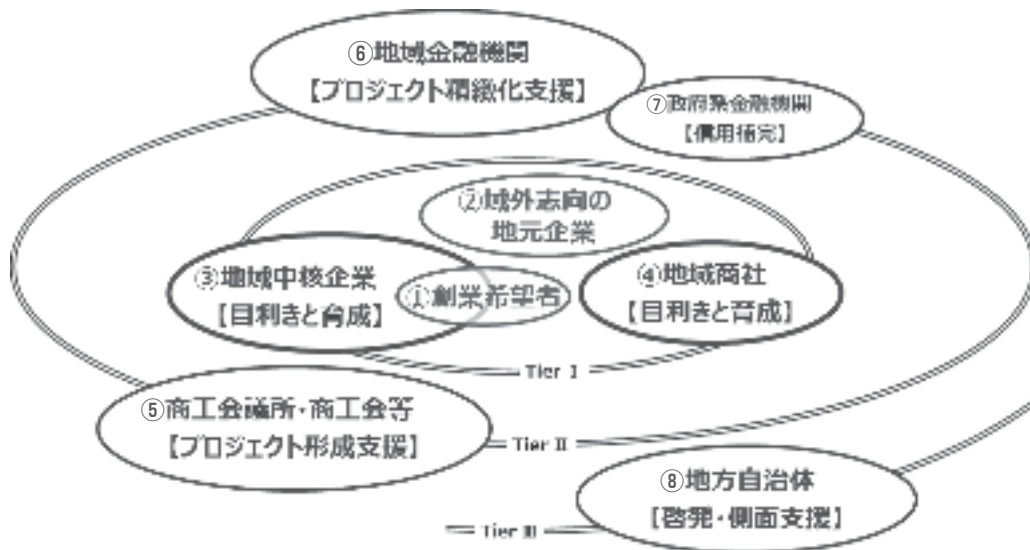 ⑥地域金融機関
【プロジェクト精緻化支援】
⑦政府系金融機関
【信用補完】
②域外志向の
地元企業
③地域中核企業
【目利きと育成】
①創業希望者
④地域商社
【目利きと育成】
Tier I
⑤商工会議所・商工会等
【プロジェクト形成支援】
Tier II
⑧地方自治体
【啓発・側面支援】
Tier III